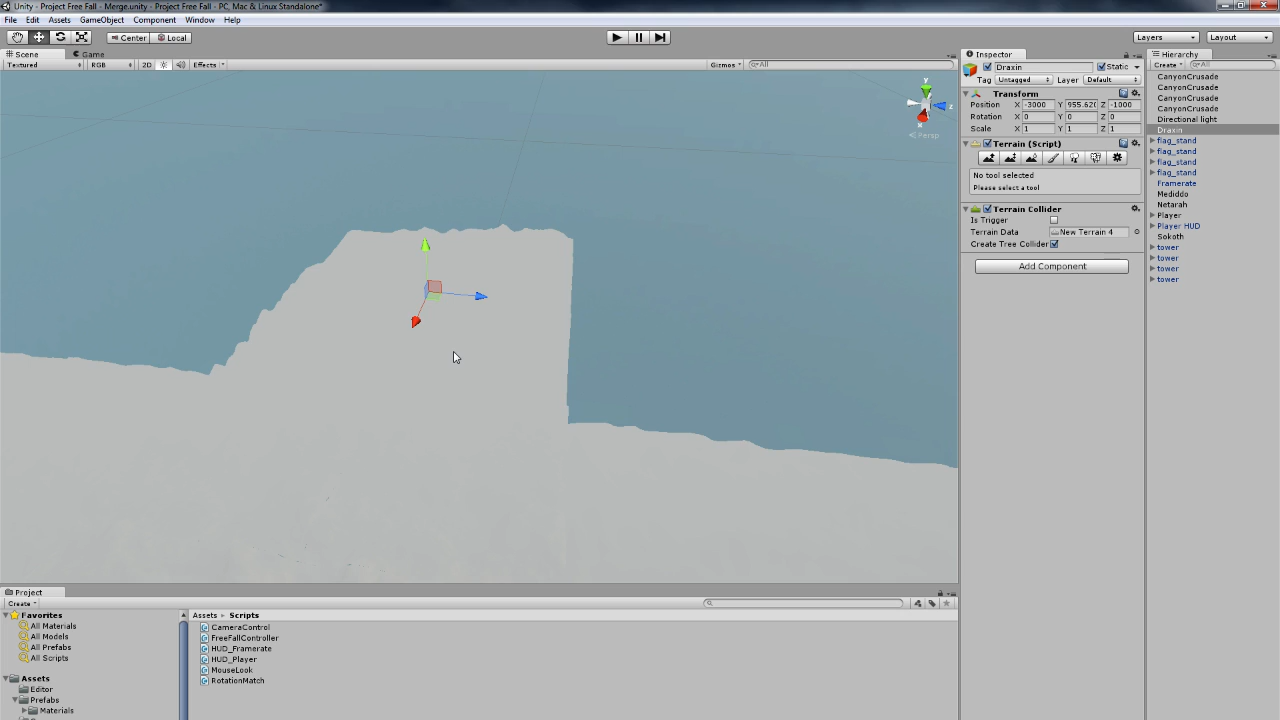 Unity - Project Free Fall - Merge.unity - Project Free Fall - PC, Mac & Linux Standalone*
File Edit Assets GameObject Component Window Help
Center Local Layers Layout
Scene Game
Textured RGB 2D Effects Gizmos All
y
z
x
Persp
Inspector
Draxin Static
Tag Untagged Layer Default
Transform
Position X -3000 Y 955.620 Z -1000
Rotation X 0 Y 0 Z 0
Scale X 1 Y 1 Z 1
Terrain (Script)
No tool selected
Please select a tool
Terrain Collider
Is Trigger
Terrain Data New Terrain 4
Create Tree Collider
Add Component
Hierarchy
Create All
CanyonCrusade
CanyonCrusade
CanyonCrusade
CanyonCrusade
Directional light
Draxin
flag_stand
flag_stand
flag_stand
flag_stand
Framerate
Mediddo
Netarah
Player
Player HUD
Sokoth
tower
tower
tower
tower
Project
Create
Favorites
All Materials
All Models
All Prefabs
All Scripts
Assets
Editor
Prefabs
Materials
Assets Scripts
CameraControl
FreeFallController
HUD_Framerate
HUD_Player
MouseLook
RotationMatch